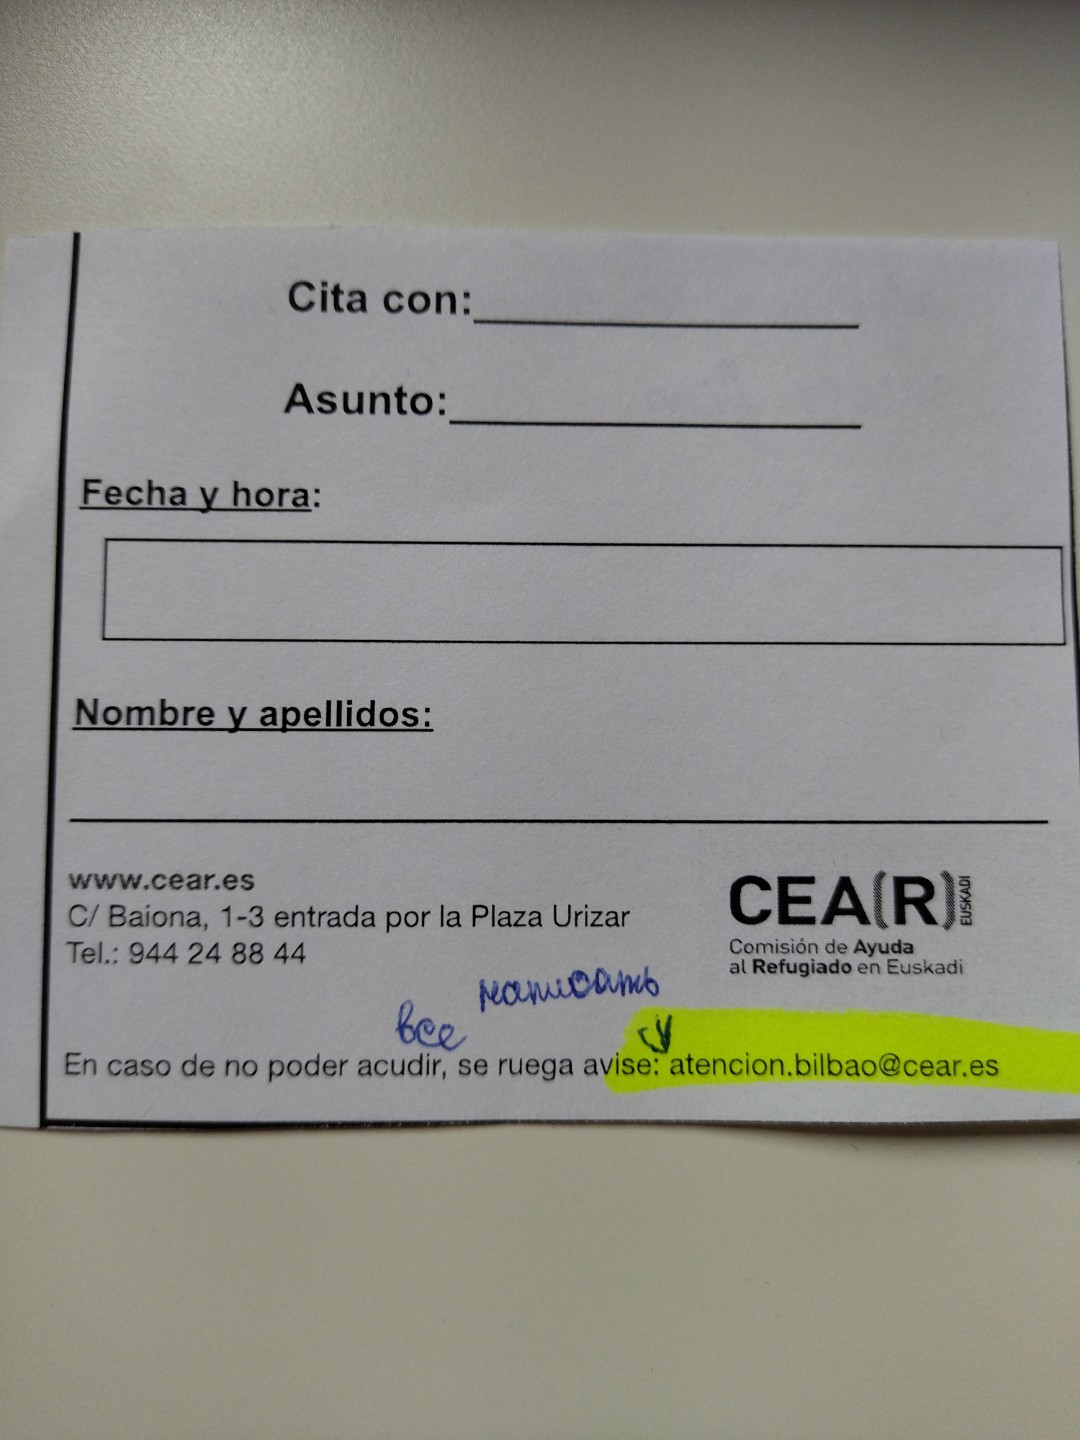 Cita con:
Asunto:
Fecha y hora:
Nombre y apellidos:
www.cear.es
C/ Baiona, 1-3 entrada por la Plaza Urizar
Tel.: 944 24 88 44
CEA(R) EUSKADI
Comisión de Ayuda
al Refugiado en Euskadi
все написать
En caso de no poder acudir, se ruega avise: atencion.bilbao@cear.es